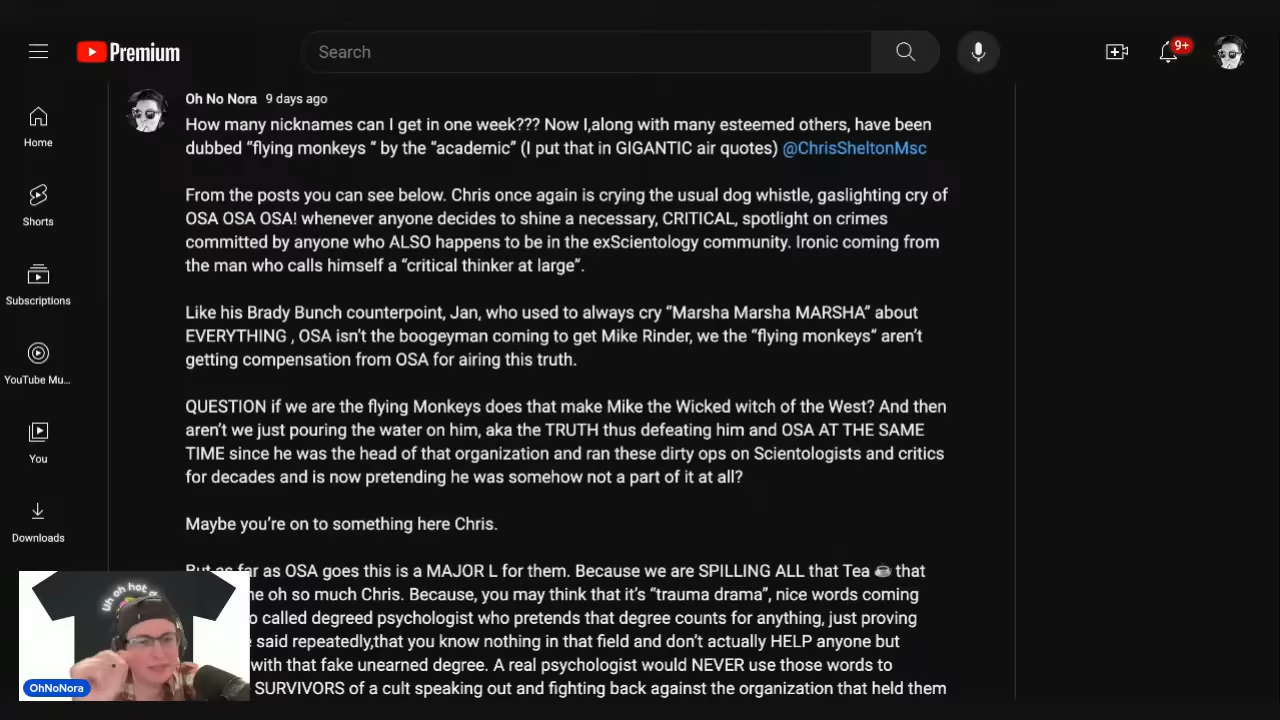 Premium
Search
9+
Home
Shorts
Subscriptions
YouTube Mu...
You
Downloads
Oh No Nora 9 days ago
How many nicknames can I get in one week??? Now I,along with many esteemed others, have been
dubbed “flying monkeys “ by the “academic” (I put that in GIGANTIC air quotes) @ChrisSheltonMsc
From the posts you can see below. Chris once again is crying the usual dog whistle, gaslighting cry of
OSA OSA OSA! whenever anyone decides to shine a necessary, CRITICAL, spotlight on crimes
committed by anyone who ALSO happens to be in the exScientology community. Ironic coming from
the man who calls himself a “critical thinker at large”.
Like his Brady Bunch counterpoint, Jan, who used to always cry “Marsha Marsha MARSHA” about
EVERYTHING , OSA isn’t the boogeyman coming to get Mike Rinder, we the “flying monkeys“ aren’t
getting compensation from OSA for airing this truth.
QUESTION if we are the flying Monkeys does that make Mike the Wicked witch of the West? And then
aren’t we just pouring the water on him, aka the TRUTH thus defeating him and OSA AT THE SAME
TIME since he was the head of that organization and ran these dirty ops on Scientologists and critics
for decades and is now pretending he was somehow not a part of it at all?
Maybe you’re on to something here Chris.
But as far as OSA goes this is a MAJOR L for them. Because we are SPILLING ALL that Tea ☕ that
oh so much Chris. Because, you may think that it’s “trauma drama”, nice words coming
called degreed psychologist who pretends that degree counts for anything, just proving
said repeatedly,that you know nothing in that field and don’t actually HELP anyone but
with that fake unearned degree. A real psychologist would NEVER use those words to
SURVIVORS of a cult speaking out and fighting back against the organization that held them
Uh oh hot
OhNoNora